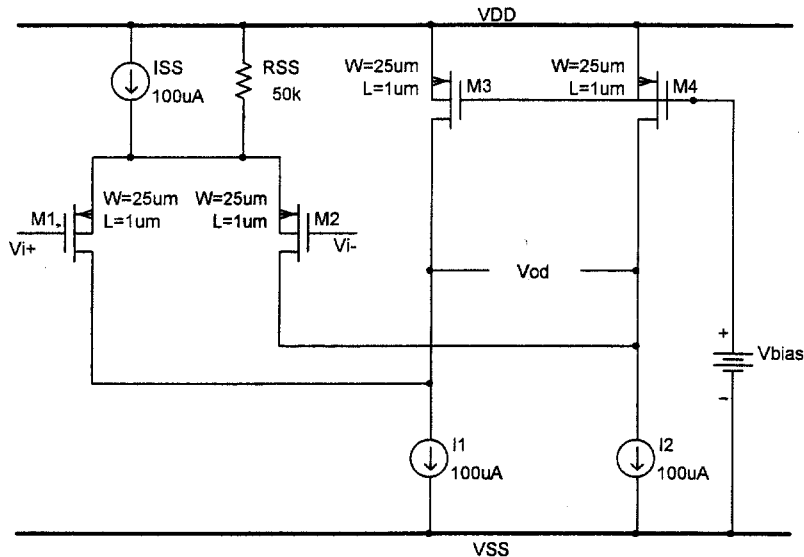 VDD
ISS
100uA
RSS
50k
W=25um
L=1um
M3
W=25um
L=1um
M4
M1
W=25um
L=1um
W=25um
L=1um
M2
Vi+
Vi-
Vod
+
Vbias
-
I1
100uA
I2
100uA
VSS